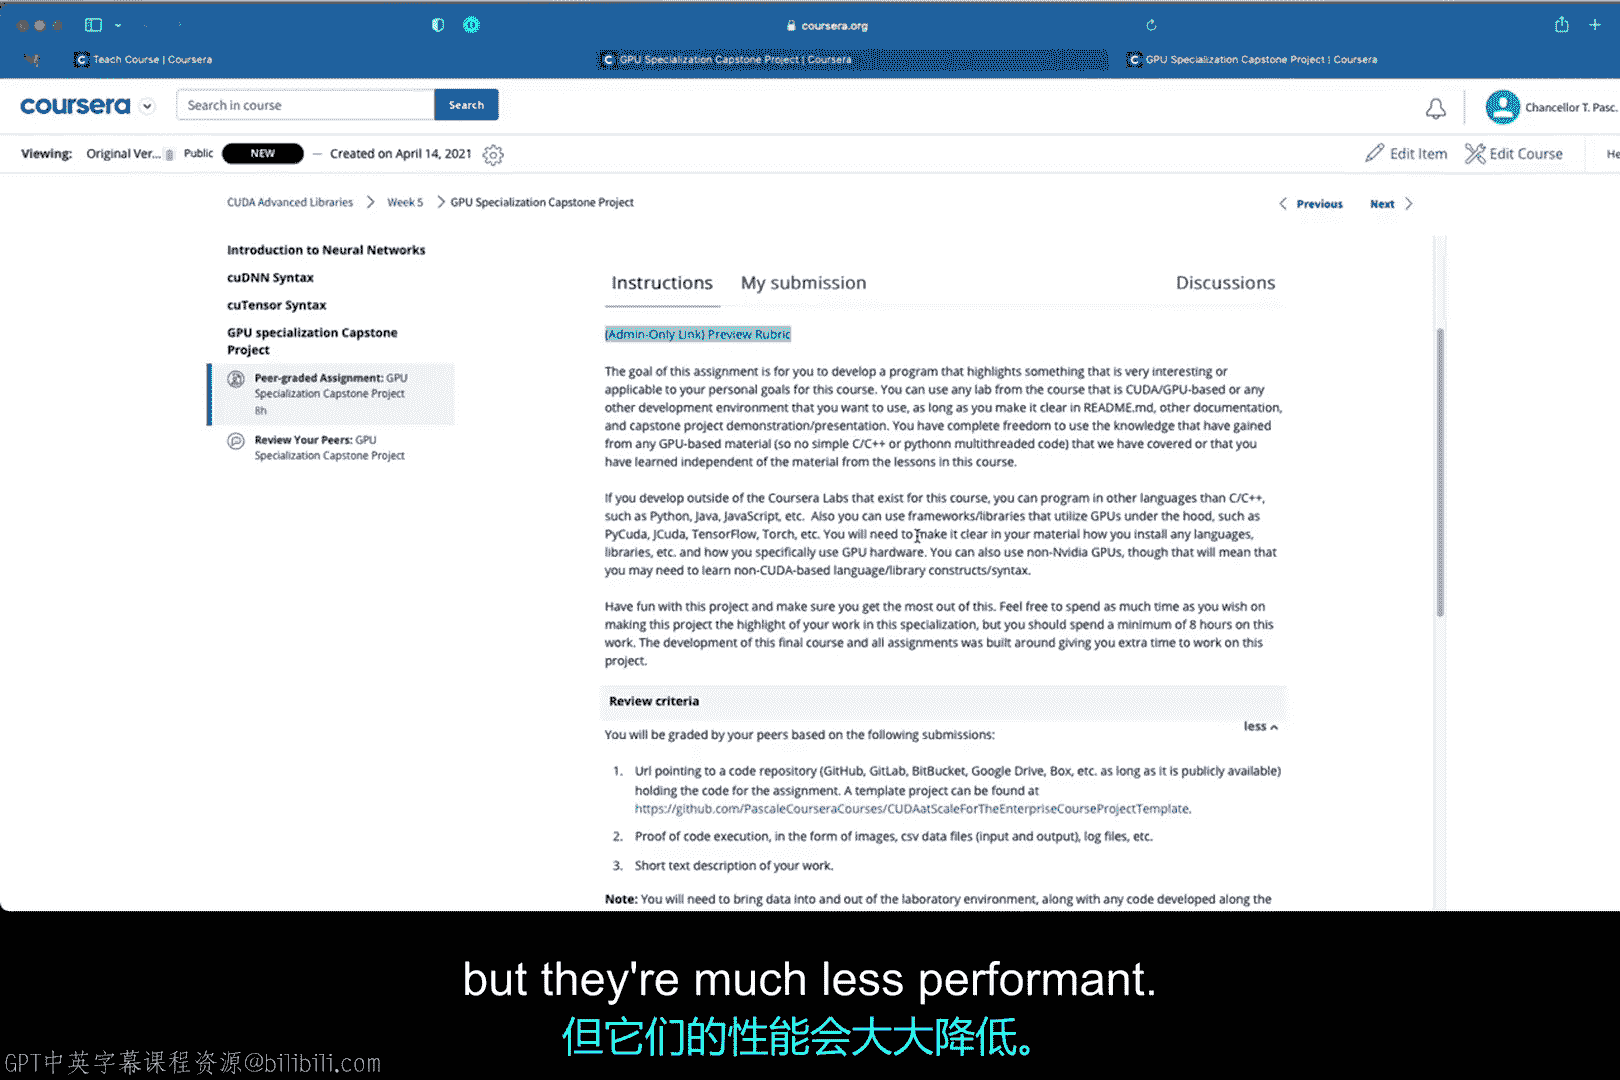 coursera.org
Teach Course | Coursera
GPU Specialization Capstone Project | Coursera
GPU Specialization Capstone Project | Coursera
coursera
Search in course
Search
Chancellor T. Pasc.
Viewing:
Original Ver...
Public
NEW
— Created on April 14, 2021
Edit Item
Edit Course
He
CUDA Advanced Libraries
Week 5
GPU Specialization Capstone Project
Previous
Next
Introduction to Neural Networks
cuDNN Syntax
cuTensor Syntax
GPU specialization Capstone
Project
Peer-graded Assignment: GPU
Specialization Capstone Project
8h
Review Your Peers: GPU
Specialization Capstone Project
Instructions
My submission
Discussions
(Admin-Only Link) Preview Rubric
The goal of this assignment is for you to develop a program that highlights something that is very interesting or
applicable to your personal goals for this course. You can use any lab from the course that is CUDA/GPU-based or any
other development environment that you want to use, as long as you make it clear in README.md, other documentation,
and capstone project demonstration/presentation. You have complete freedom to use the knowledge that have gained
from any GPU-based material (so no simple C/C++ or pythonn multithreaded code) that we have covered or that you
have learned independent of the material from the lessons in this course.
If you develop outside of the Coursera Labs that exist for this course, you can program in other languages than C/C++,
such as Python, Java, JavaScript, etc. Also you can use frameworks/libraries that utilize GPUs under the hood, such as
PyCuda, JCuda, TensorFlow, Torch, etc. You will need to make it clear in your material how you install any languages,
libraries, etc. and how you specifically use GPU hardware. You can also use non-Nvidia GPUs, though that will mean that
you may need to learn non-CUDA-based language/library constructs/syntax.
Have fun with this project and make sure you get the most out of this. Feel free to spend as much time as you wish on
making this project the highlight of your work in this specialization, but you should spend a minimum of 8 hours on this
work. The development of this final course and all assignments was built around giving you extra time to work on this
project.
Review criteria
less
You will be graded by your peers based on the following submissions:
1. Url pointing to a code repository (GitHub, GitLab, BitBucket, Google Drive, Box, etc. as long as it is publicly available)
holding the code for the assignment. A template project can be found at
https://github.com/PascaleCourseraCourses/CUDAatScaleForTheEnterpriseCourseProjectTemplate.
2. Proof of code execution, in the form of images, csv data files (input and output), log files, etc.
3. Short text description of your work.
Note: You will need to bring data into and out of the laboratory environment, along with any code developed along the
but they're much less performant.
但它们的性能会大大降低。
GPT中英字幕课程资源@bilibili.com